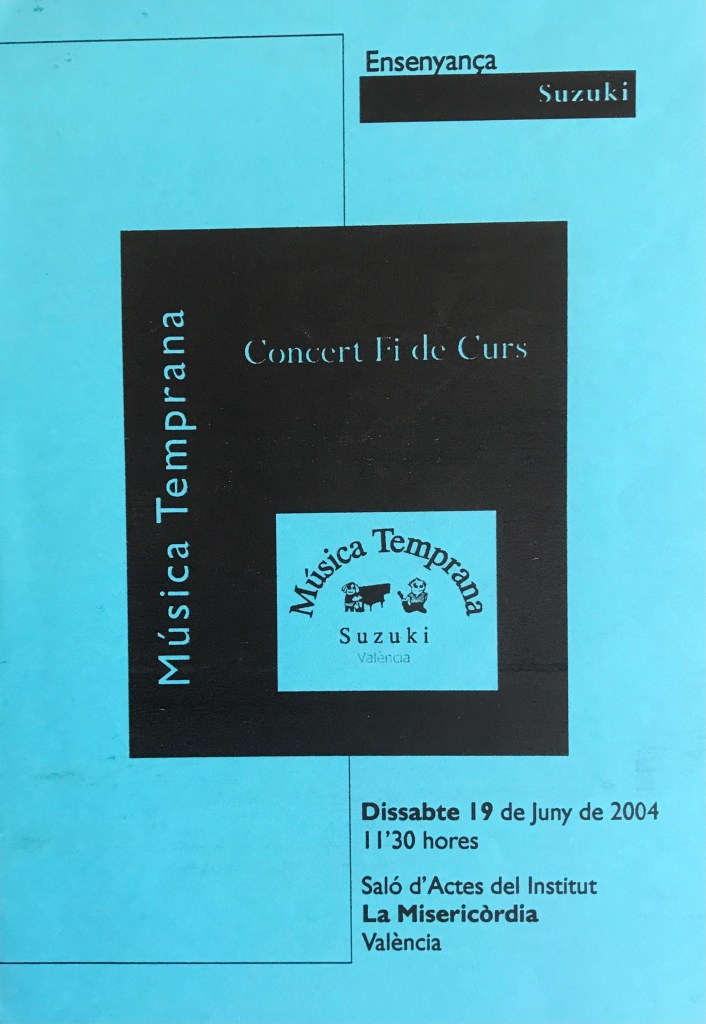 Ensenyança
Suzuki
Música Temprana
Concert Fi de Curs
Música Temprana
Suzuki
València
Dissabte 19 de Juny de 2004
11'30 hores
Saló d'Actes del Institut
La Misericòrdia
València